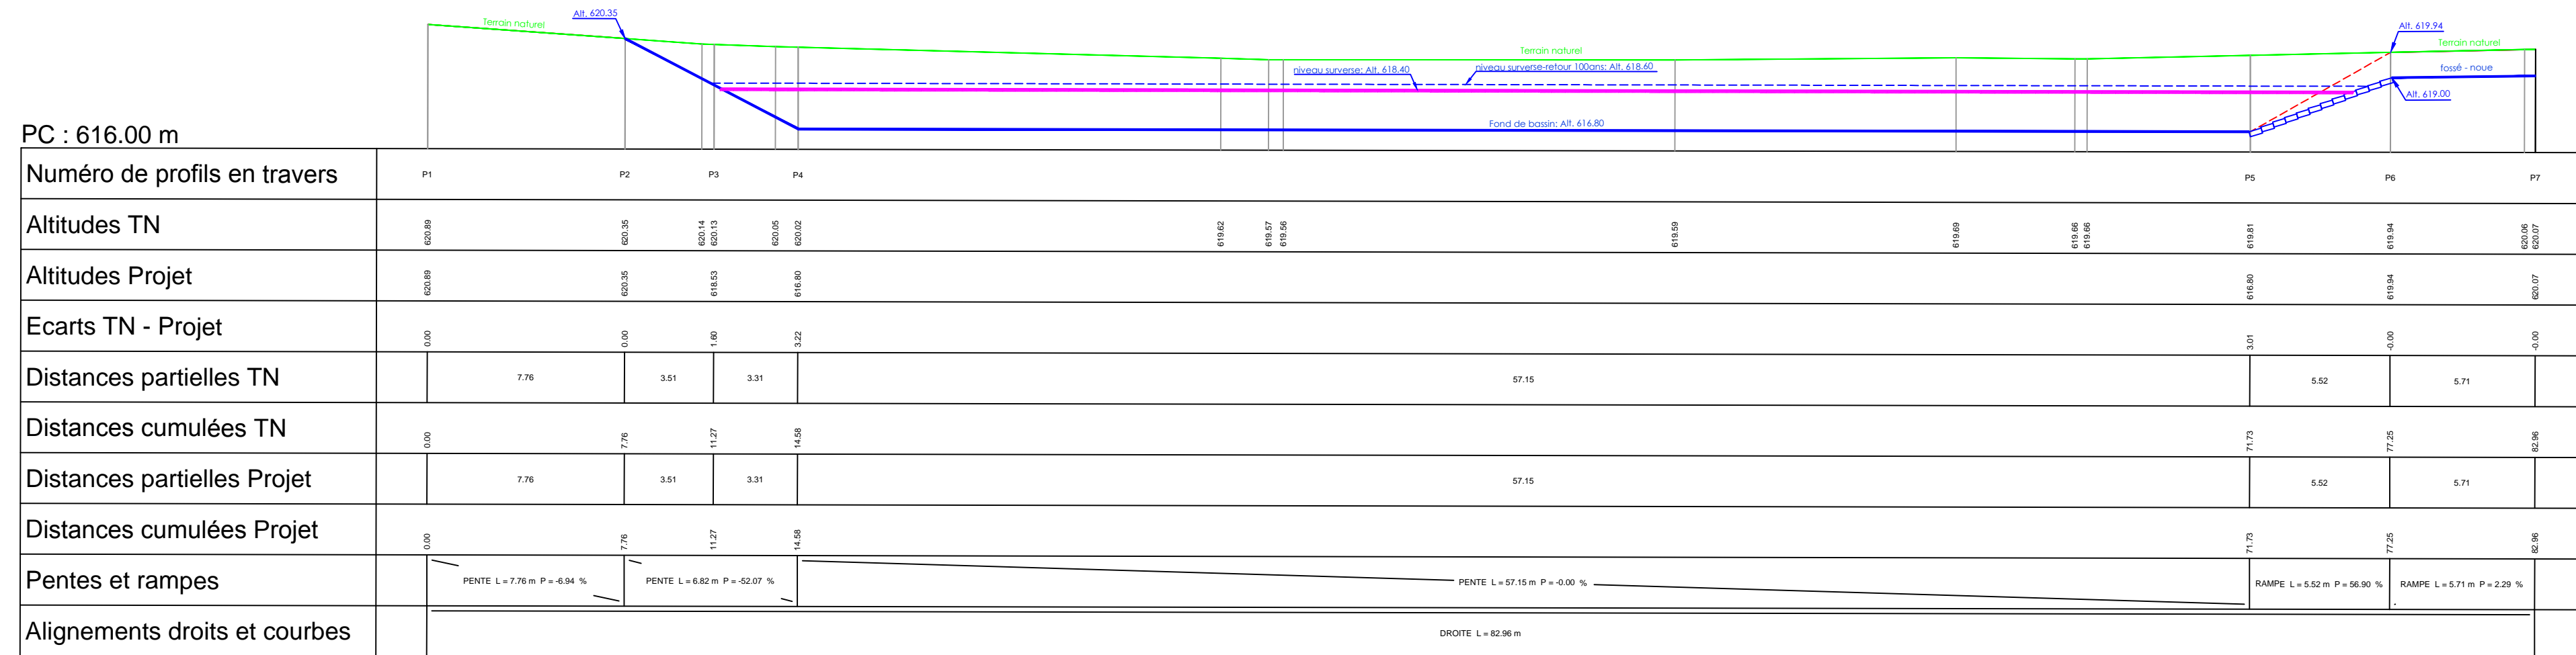 Alt. 620.35
Alt. 619.94
Terrain naturel
Terrain naturel
Terrain naturel
niveau surverse: Alt. 618.40
niveau surverse-retour 100ans: Alt. 618.60
fossé - noue
Alt. 619.00
Fond de bassin: Alt. 616.80
PC : 616.00 m
Numéro de profils en travers P1 P2 P3 P4 P5 P6 P7
Altitudes TN 620.89 620.35 620.14 620.13 620.05 620.02 619.62 619.57 619.56 619.59 619.69 619.66 619.66 619.81 619.94 620.06 620.07
Altitudes Projet 620.89 620.35 618.53 616.80 616.80 619.94 620.07
Ecarts TN - Projet 0.00 0.00 1.60 3.22 3.01 -0.00 -0.00
Distances partielles TN 7.76 3.51 3.31 57.15 5.52 5.71
Distances cumulées TN 0.00 7.76 11.27 14.58 71.73 77.25 82.96
Distances partielles Projet 7.76 3.51 3.31 57.15 5.52 5.71
Distances cumulées Projet 0.00 7.76 11.27 14.58 71.73 77.25 82.96
Pentes et rampes PENTE L = 7.76 m P = -6.94 % PENTE L = 6.82 m P = -52.07 % PENTE L = 57.15 m P = -0.00 % RAMPE L = 5.52 m P = 56.90 % RAMPE L = 5.71 m P = 2.29 %
Alignements droits et courbes DROITE L = 82.96 m